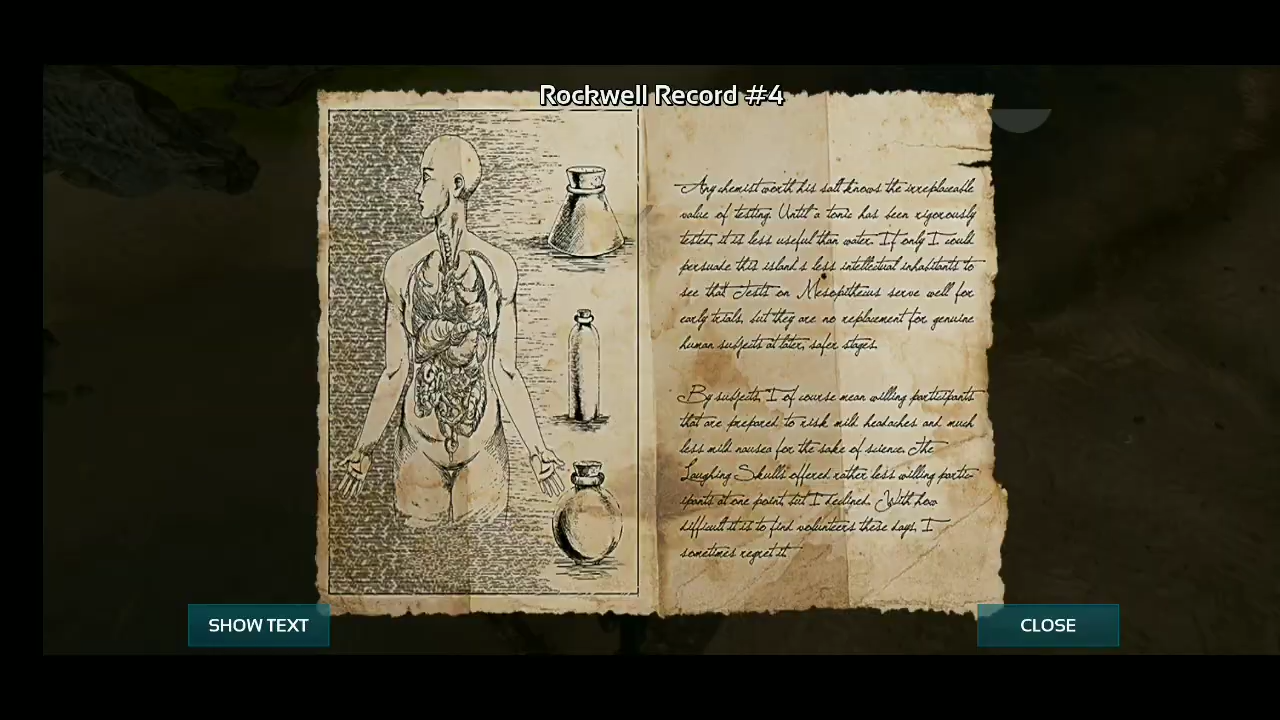 Rockwell Record #4
Any chemist worth his salt knows the irreplaceable
value of testing. Until a tonic has been rigorously
tested, it is less useful than water. If only I could
persuade this island's less intellectual inhabitants to
see that! Tests on Mesopithecus serve well for
early trials, but they are no replacement for genuine
human subjects at later, safer stages.
By subjects, I of course mean willing participants
that are prepared to risk mild headaches and much
less mild nausea for the sake of science. The
Laughing Skulls offered rather less willing partic-
ipants at one point, but I declined. With how
difficult it is to find volunteers these days, I
sometimes regret it.
SHOW TEXT
CLOSE